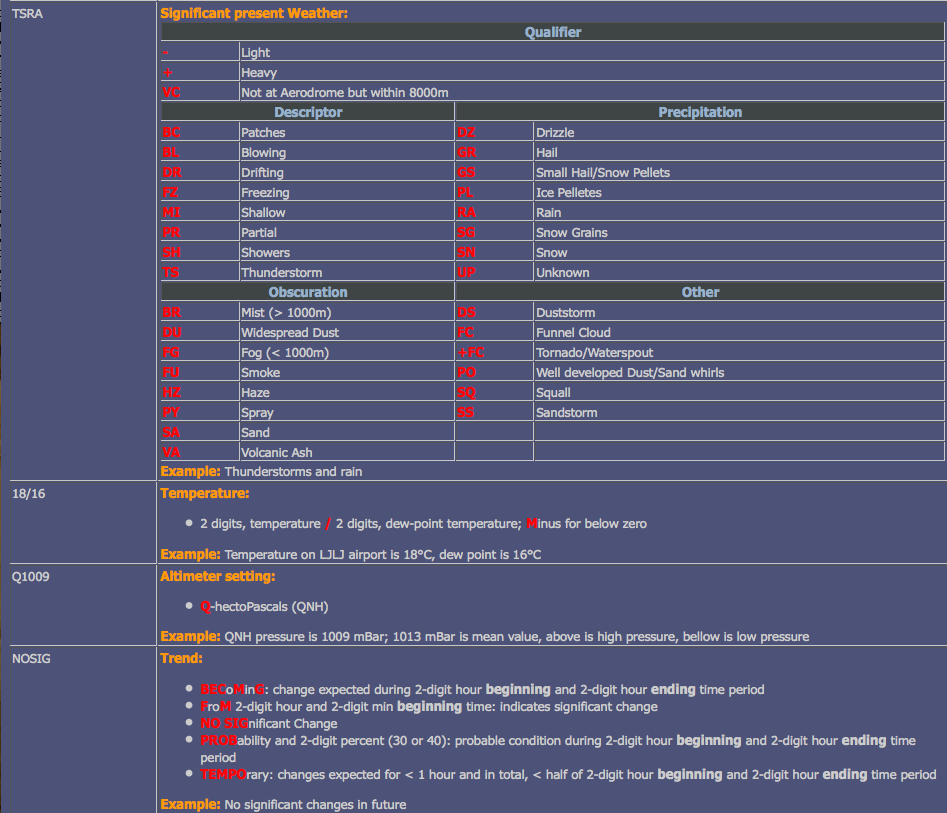 TSRA Significant present Weather:
Qualifier
- Light
+ Heavy
VC Not at Aerodrome but within 8000m
Descriptor Precipitation
BC Patches DZ Drizzle
BL Blowing GR Hail
DR Drifting GS Small Hail/Snow Pellets
FZ Freezing PL Ice Pelletes
MI Shallow RA Rain
PR Partial SG Snow Grains
SH Showers SN Snow
TS Thunderstorm UP Unknown
Obscuration Other
BR Mist (> 1000m) DS Duststorm
DU Widespread Dust FC Funnel Cloud
FG Fog (< 1000m) +FC Tornado/Waterspout
FU Smoke PO Well developed Dust/Sand whirls
HZ Haze SQ Squall
PY Spray SS Sandstorm
SA Sand
VA Volcanic Ash
Example: Thunderstorms and rain
18/16 Temperature:
2 digits, temperature / 2 digits, dew-point temperature; Minus for below zero
Example: Temperature on LJLJ airport is 18°C, dew point is 16°C
Q1009 Altimeter setting:
Q-hectoPascals (QNH)
Example: QNH pressure is 1009 mBar; 1013 mBar is mean value, above is high pressure, bellow is low pressure
NOSIG Trend:
BECoMinG: change expected during 2-digit hour beginning and 2-digit hour ending time period
FroM 2-digit hour and 2-digit min beginning time: indicates significant change
NO SIGnificant Change
PROBability and 2-digit percent (30 or 40): probable condition during 2-digit hour beginning and 2-digit hour ending time
period
TEMPOrary: changes expected for < 1 hour and in total, < half of 2-digit hour beginning and 2-digit hour ending time period
Example: No significant changes in future